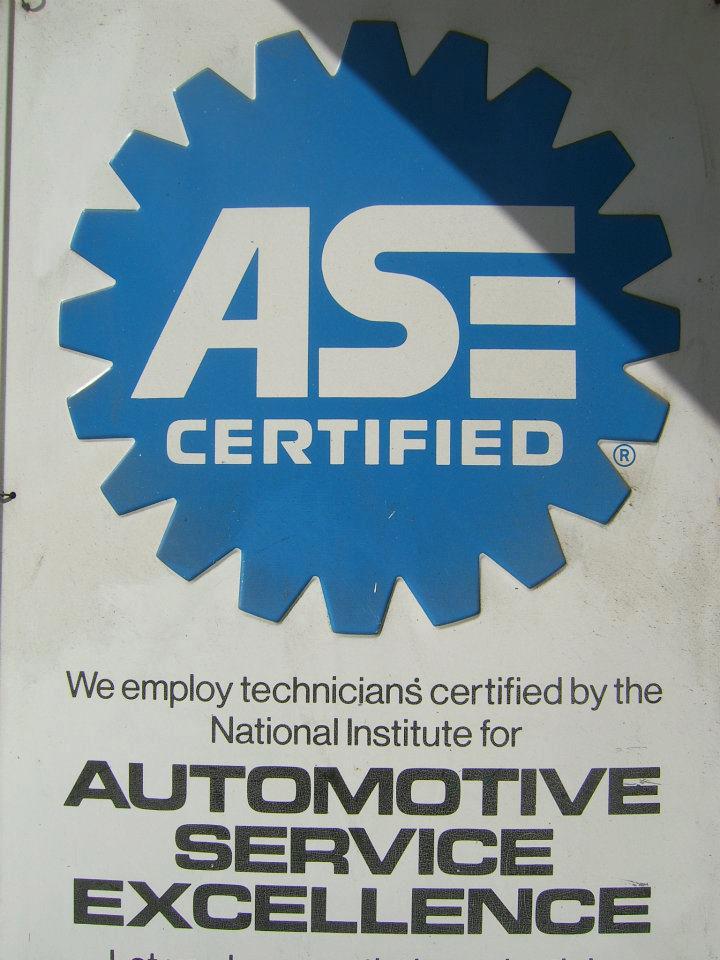 ASE
CERTIFIED
®
We employ technicians certified by the
National Institute for
AUTOMOTIVE
SERVICE
EXCELLENCE